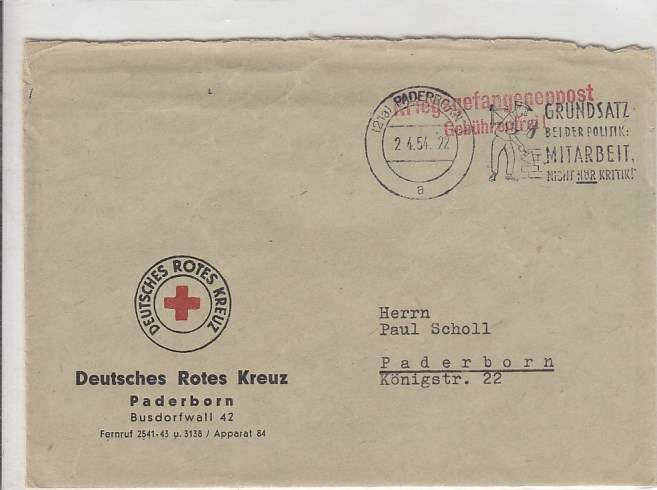 Kriegsgefangenenpost
Gebührenfrei!
(21a) PADERBORN
2.4.54. 22
a
GRUNDSATZ
BEI DER POLITIK:
MITARBEIT,
NICHT NUR KRITIK!
DEUTSCHES ROTES KREUZ
Deutsches Rotes Kreuz
Paderborn
Busdorfwall 42
Fernruf 2541-43 u. 3138 / Apparat 84
Herrn
Paul Scholl
Paderborn
Königstr. 22